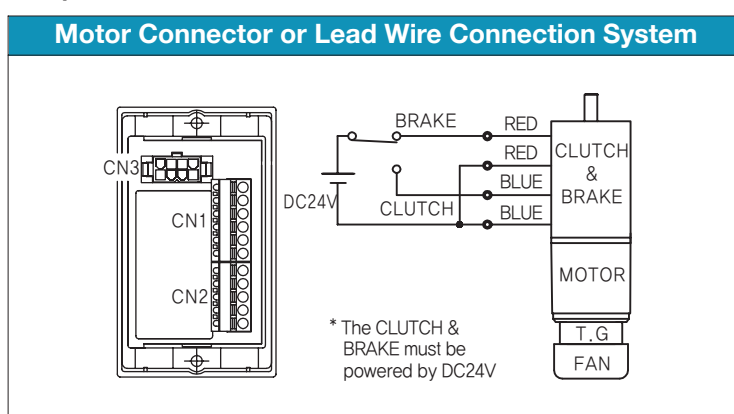 Motor Connector or Lead Wire Connection System
CN3
CN1
CN2
BRAKE
DC24V
CLUTCH
RED
RED
BLUE
BLUE
CLUTCH
&
BRAKE
MOTOR
T.G
FAN
* The CLUTCH &
BRAKE must be
powered by DC24V